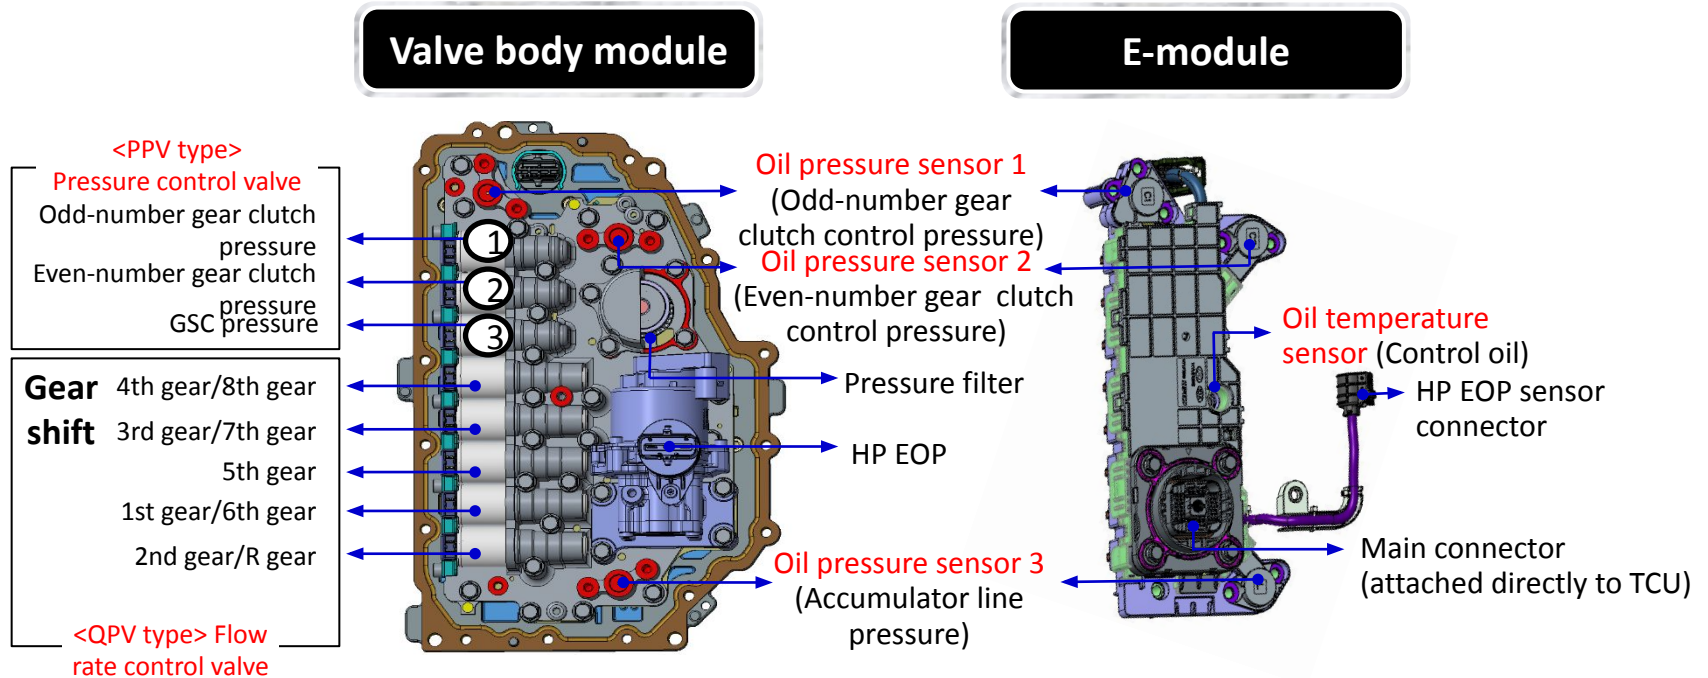 Valve body module
E-module
<PPV type>
Pressure control valve
Odd-number gear clutch
pressure
Even-number gear clutch
pressure
GSC pressure
1
2
3
Gear
shift
4th gear/8th gear
3rd gear/7th gear
5th gear
1st gear/6th gear
2nd gear/R gear
<QPV type> Flow
rate control valve
Oil pressure sensor 1
(Odd-number gear
clutch control pressure)
Oil pressure sensor 2
(Even-number gear clutch
control pressure)
Pressure filter
HP EOP
Oil pressure sensor 3
(Accumulator line
pressure)
Oil temperature
sensor (Control oil)
HP EOP sensor
connector
Main connector
(attached directly to TCU)